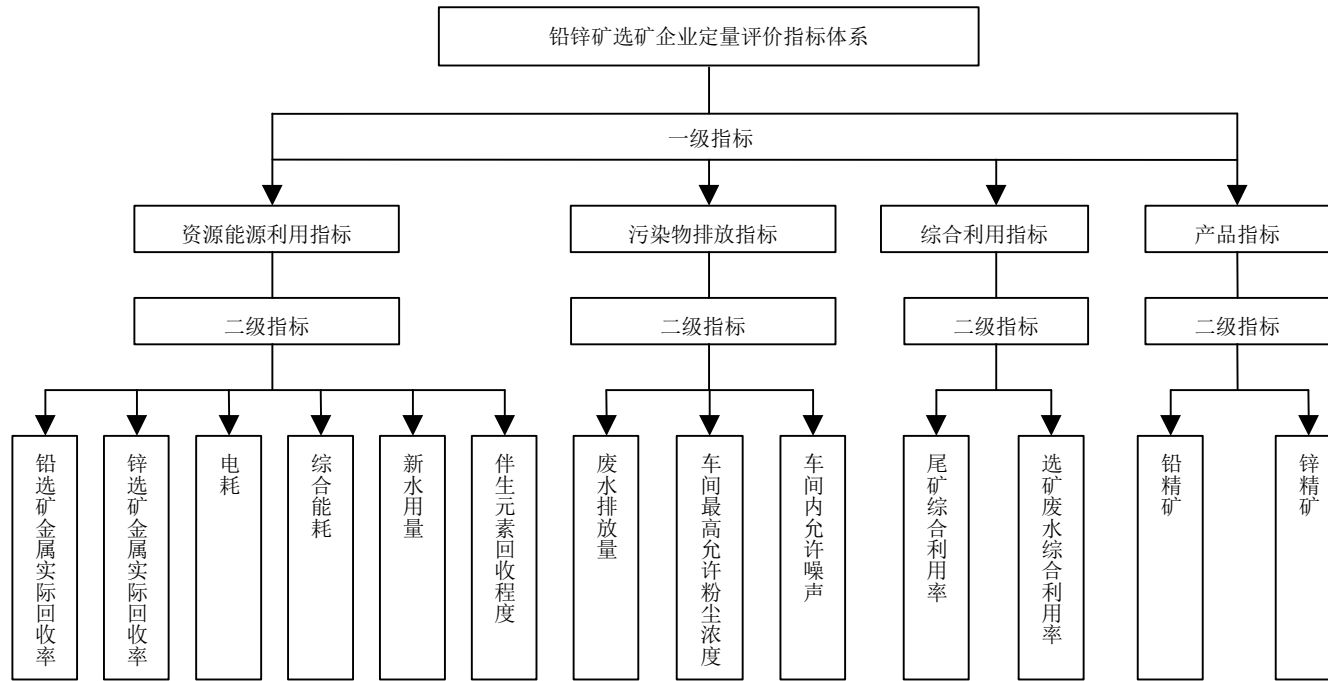 铅锌矿选矿企业定量评价指标体系
一级指标
资源能源利用指标
污染物排放指标
综合利用指标
产品指标
二级指标
二级指标
二级指标
二级指标
铅选矿金属实际回收率
锌选矿金属实际回收率
电耗
综合能耗
新水用量
伴生元素回收程度
废水排放量
车间最高允许粉尘浓度
车间内允许噪声
尾矿综合利用率
选矿废水综合利用率
铅精矿
锌精矿